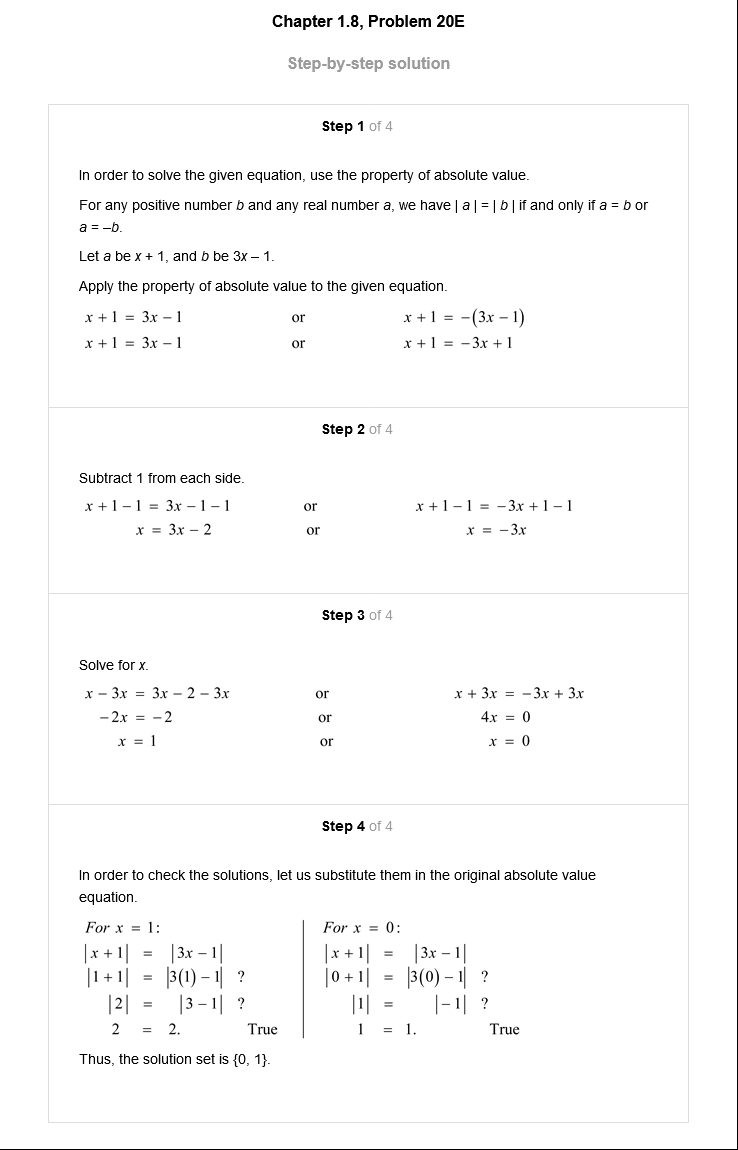 Chapter 1.8, Problem 20E
Step-by-step solution
Step 1 of 4
In order to solve the given equation, use the property of absolute value.
For any positive number b and any real number a, we have | a | = | b | if and only if a = b or
a = –b.
Let a be x + 1, and b be 3x – 1.
Apply the property of absolute value to the given equation.
x + 1 = 3x − 1 or x + 1 = −(3x − 1)
x + 1 = 3x − 1 or x + 1 = −3x + 1
Step 2 of 4
Subtract 1 from each side.
x + 1 − 1 = 3x − 1 − 1 or x + 1 − 1 = −3x + 1 − 1
x = 3x − 2 or x = −3x
Step 3 of 4
Solve for x.
x − 3x = 3x − 2 − 3x or x + 3x = −3x + 3x
−2x = −2 or 4x = 0
x = 1 or x = 0
Step 4 of 4
In order to check the solutions, let us substitute them in the original absolute value
equation.
For x = 1: For x = 0:
|x + 1| = |3x − 1| |x + 1| = |3x − 1|
|1 + 1| = |3(1) − 1| ? |0 + 1| = |3(0) − 1| ?
|2| = |3 − 1| ? |1| = |−1| ?
2 = 2. True 1 = 1. True
Thus, the solution set is {0, 1}.